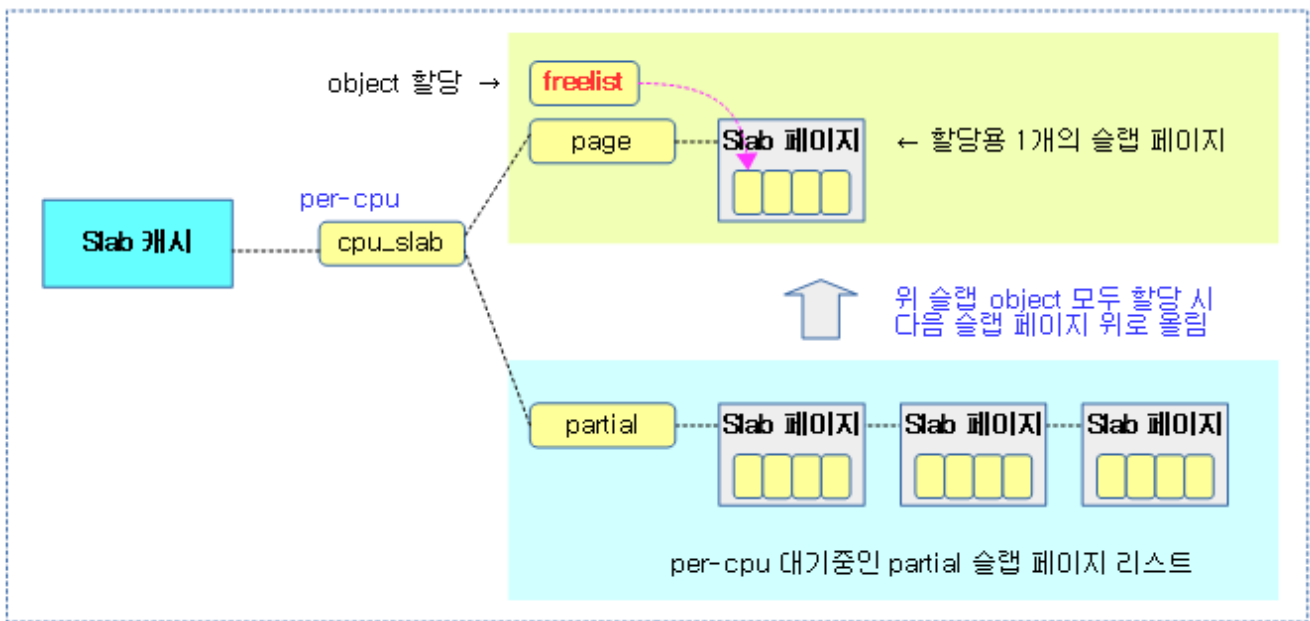 object 할당 →
freelist
page
Slab 페이지
← 할당용 1개의 슬랩 페이지
per-cpu
Slab 캐시
cpu_slab
위 슬랩 object 모두 할당 시
다음 슬랩 페이지 위로 올림
partial
Slab 페이지
Slab 페이지
Slab 페이지
per-cpu 대기중인 partial 슬랩 페이지 리스트